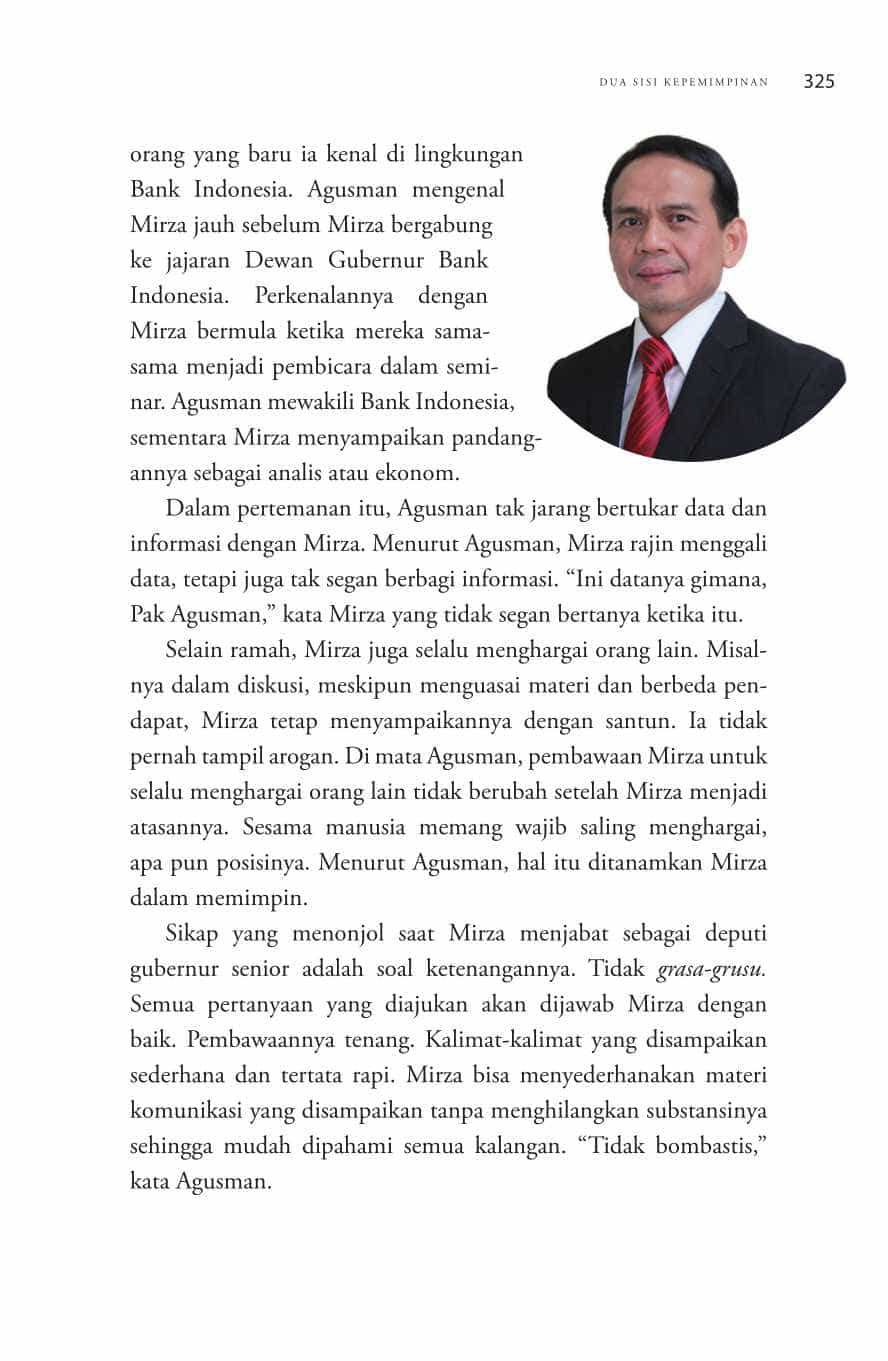 DUA SISI KEPEMIMPINAN 325
orang yang baru ia kenal di lingkungan
Bank Indonesia. Agusman mengenal
Mirza jauh sebelum Mirza bergabung
ke jajaran Dewan Gubernur Bank
Indonesia. Perkenalannya dengan
Mirza bermula ketika mereka sama-
sama menjadi pembicara dalam semi-
nar. Agusman mewakili Bank Indonesia,
sementara Mirza menyampaikan pandang-
annya sebagai analis atau ekonom.
Dalam pertemanan itu, Agusman tak jarang bertukar data dan
informasi dengan Mirza. Menurut Agusman, Mirza rajin menggali
data, tetapi juga tak segan berbagi informasi. “Ini datanya gimana,
Pak Agusman,” kata Mirza yang tidak segan bertanya ketika itu.
Selain ramah, Mirza juga selalu menghargai orang lain. Misal-
nya dalam diskusi, meskipun menguasai materi dan berbeda pen-
dapat, Mirza tetap menyampaikannya dengan santun. Ia tidak
pernah tampil arogan. Di mata Agusman, pembawaan Mirza untuk
selalu menghargai orang lain tidak berubah setelah Mirza menjadi
atasannya. Sesama manusia memang wajib saling menghargai,
apa pun posisinya. Menurut Agusman, hal itu ditanamkan Mirza
dalam memimpin.
Sikap yang menonjol saat Mirza menjabat sebagai deputi
gubernur senior adalah soal ketenangannya. Tidak grasa-grusu.
Semua pertanyaan yang diajukan akan dijawab Mirza dengan
baik. Pembawaannya tenang. Kalimat-kalimat yang disampaikan
sederhana dan tertata rapi. Mirza bisa menyederhanakan materi
komunikasi yang disampaikan tanpa menghilangkan substansinya
sehingga mudah dipahami semua kalangan. “Tidak bombastis,”
kata Agusman.